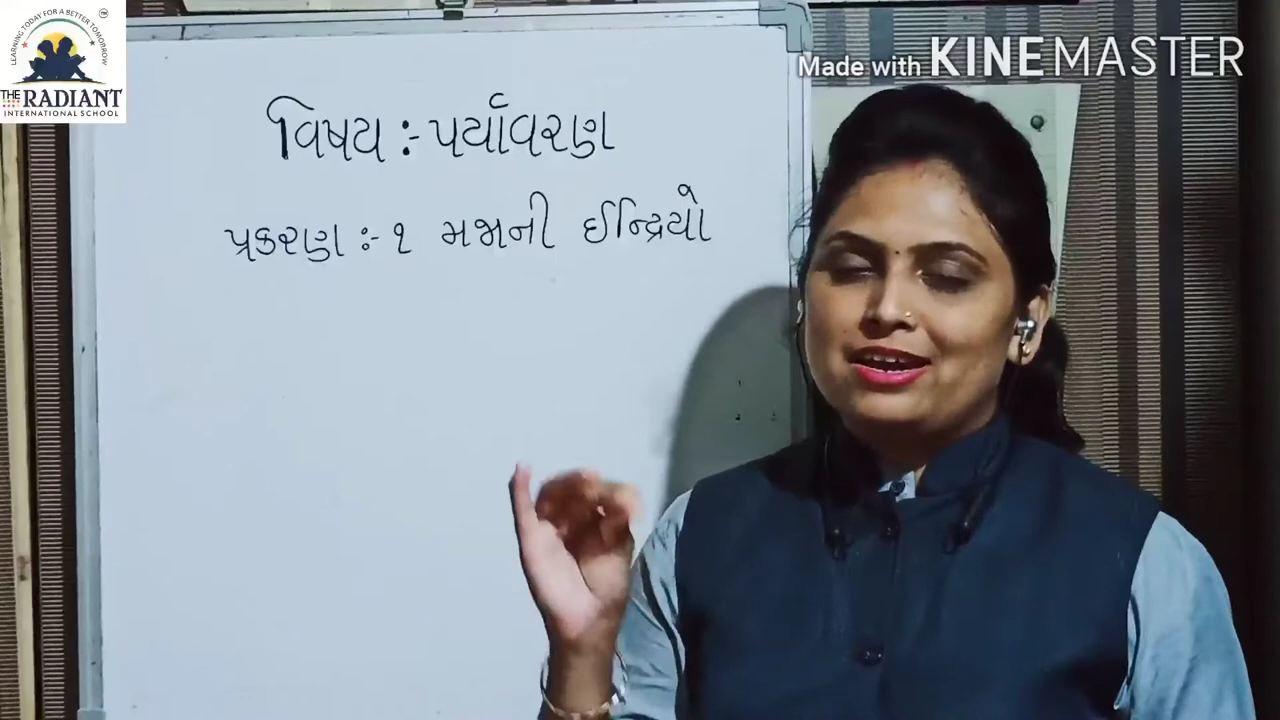 LEARNING TODAY FOR A BETTER TOMORROW
THE RADIANT
INTERNATIONAL SCHOOL
Made with KINEMASTER
વિષય :- પર્યાવરણ
પ્રકરણ :- ૧ મજાની ઈન્દ્રિયો